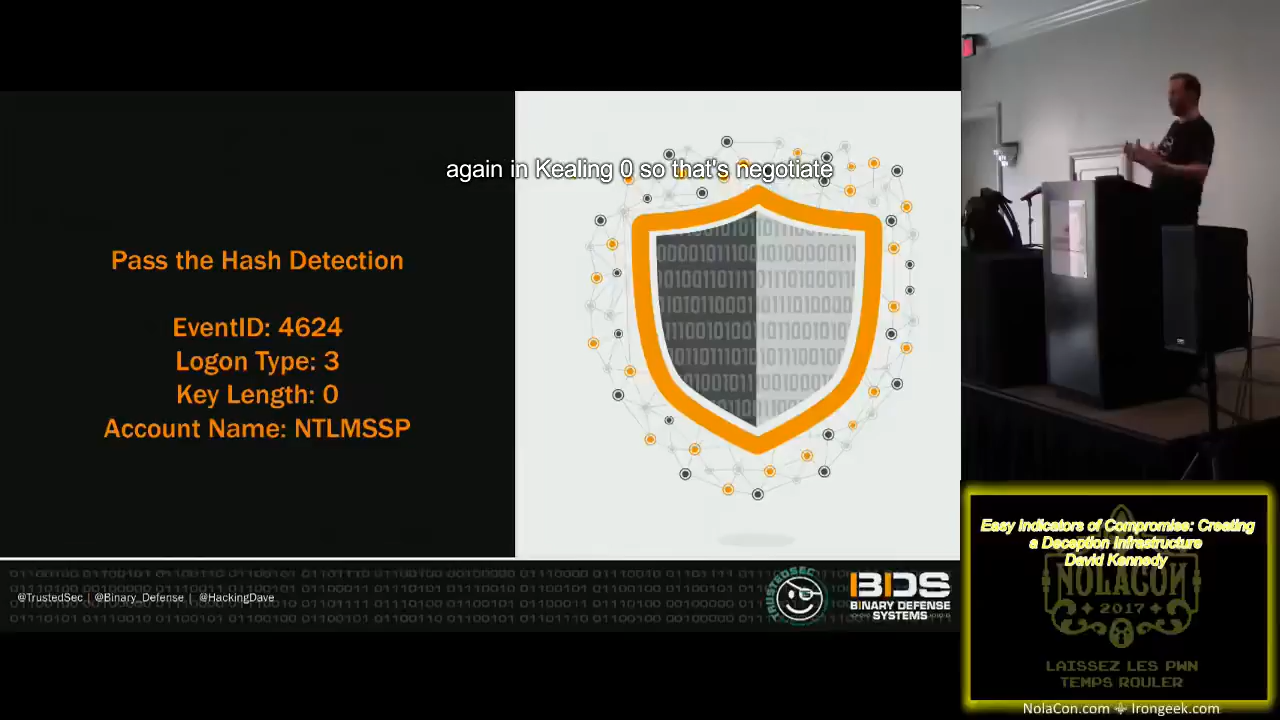 again in Kealing 0 so that's negotiate
Pass the Hash Detection
EventID: 4624
Logon Type: 3
Key Length: 0
Account Name: NTLMSSP
@TrustedSec | @Binary_Defense | @HackingDave
TRUSTEDSEC
BDS
BINARY DEFENSE
SYSTEMS
Easy Indicators of Compromise: Creating
a Deception Infrastructure
David Kennedy
NOLACON
2017
LAISSEZ LES PWN
TEMPS ROULER
NolaCon.com Irongeek.com